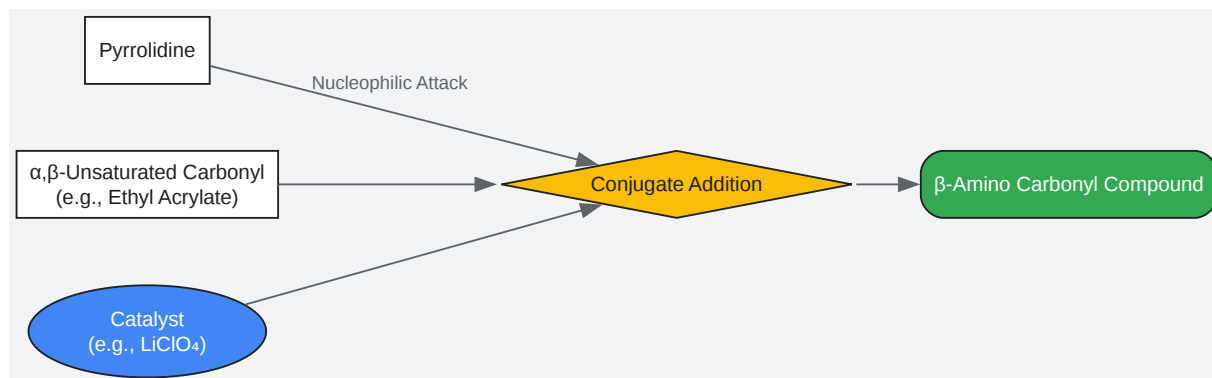 Pyrrolidine
Nucleophilic Attack
α,β-Unsaturated Carbonyl
(e.g., Ethyl Acrylate)
Conjugate Addition
β-Amino Carbonyl Compound
Catalyst
(e.g., LiClO₄)